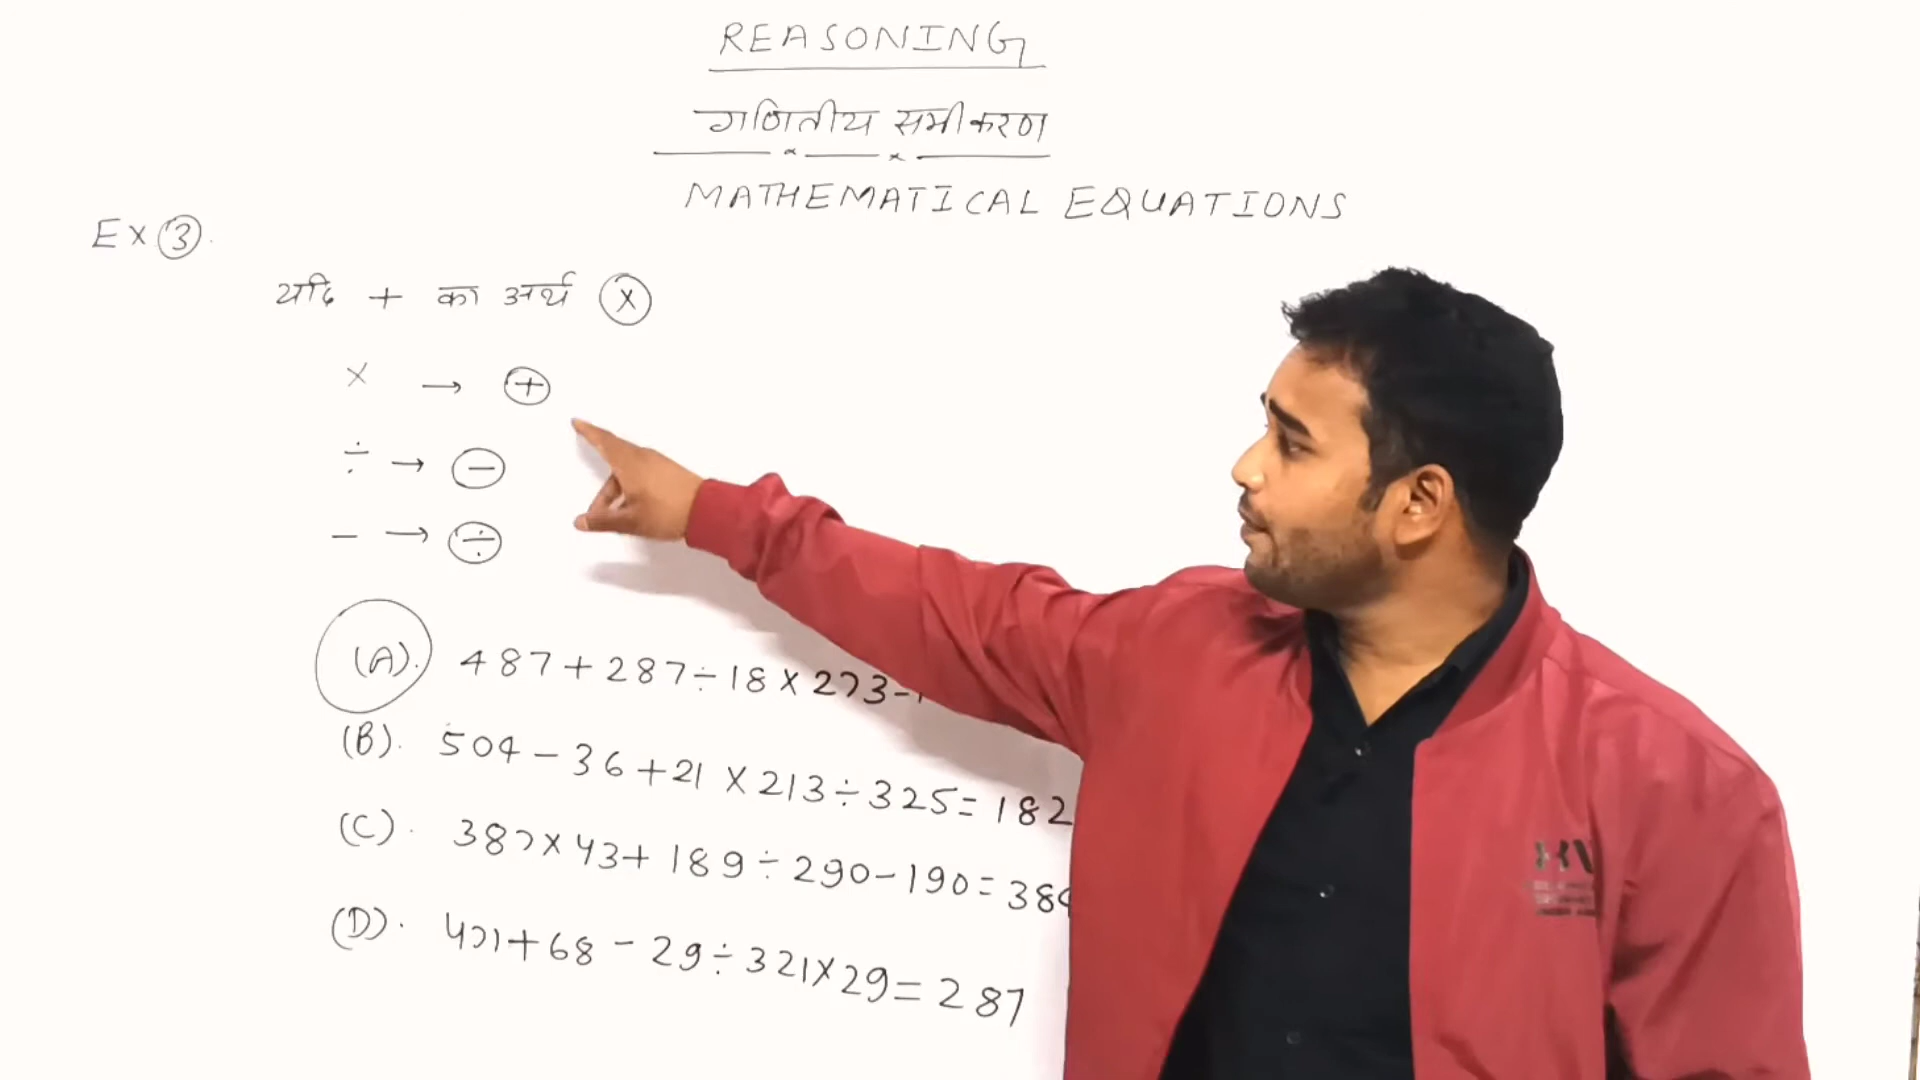 REASONING
गणितीय समीकरण
MATHEMATICAL EQUATIONS
Ex ③.
यदि + का अर्थ ⊗
× → ⊕
÷ → ⊖
− → ÷
(A). 487 + 287 ÷ 18 × 273 -
(B). 504 − 36 + 21 × 213 ÷ 325 = 182
(C). 387 × 43 + 189 ÷ 290 − 190 = 38
(D). 421 + 68 − 29 ÷ 321 × 29 = 287